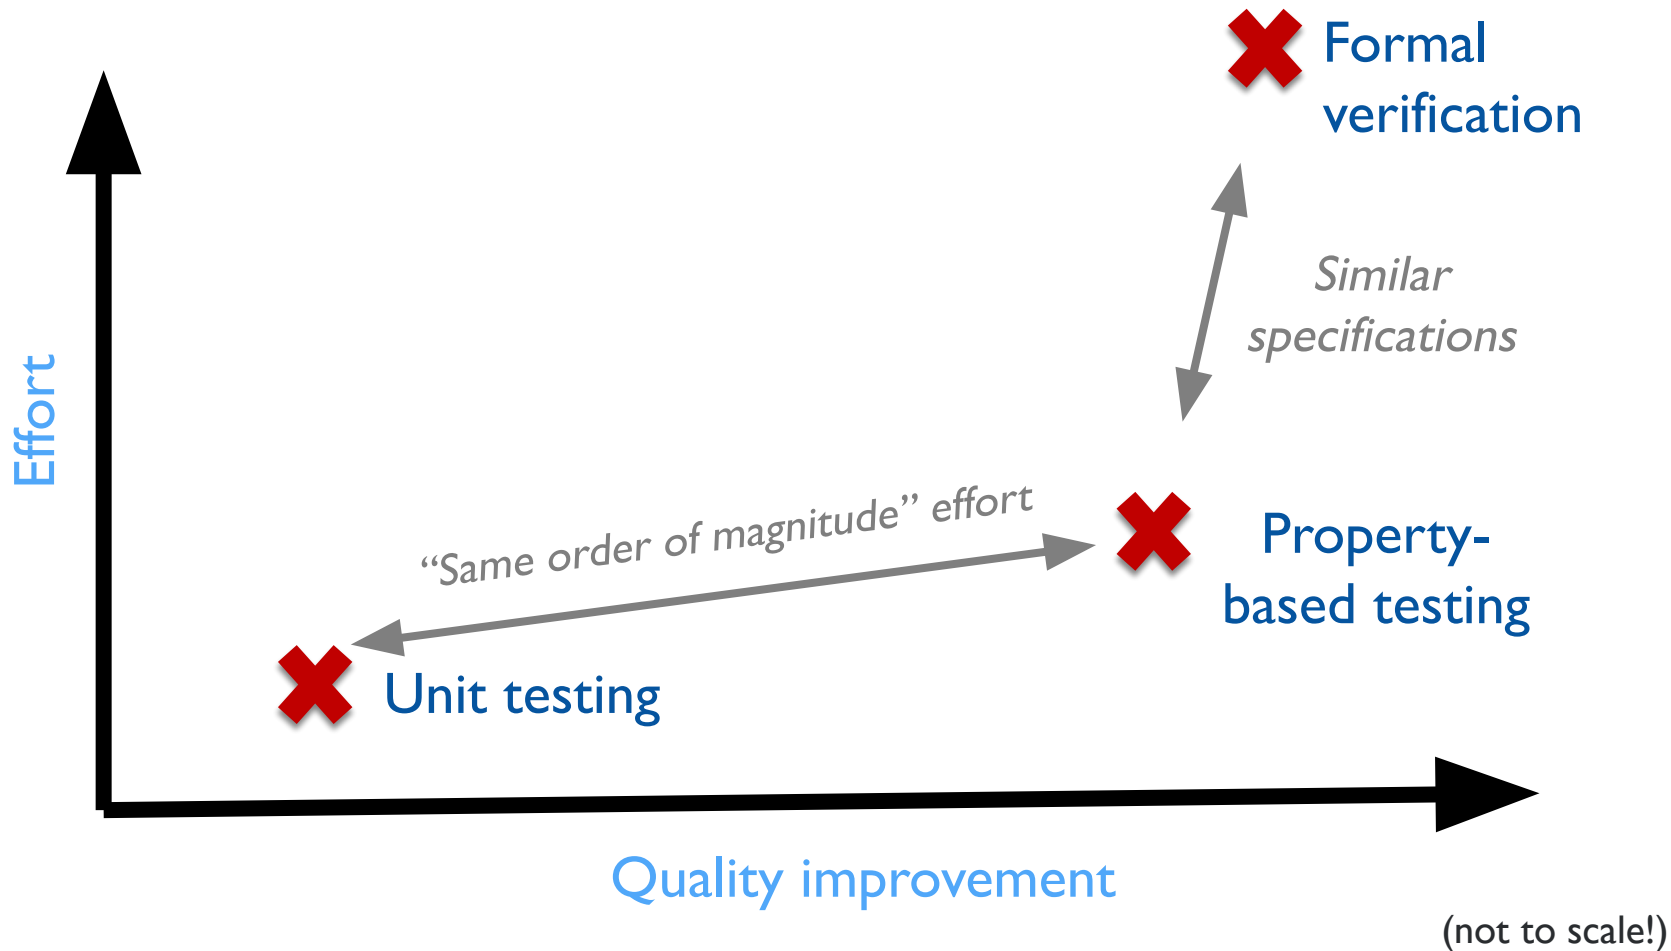 Formal
verification
Similar
specifications
Effort
“Same order of magnitude” effort
Property-
based testing
Unit testing
Quality improvement
(not to scale!)